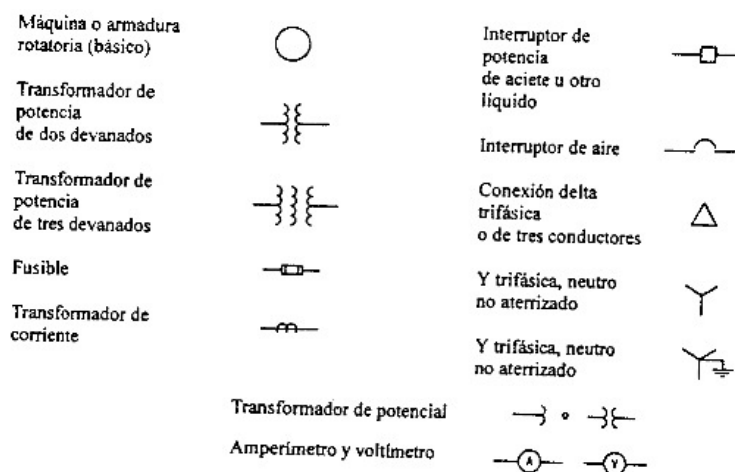 Máquina o armadura
rotatoria (básico)
Transformador de
potencia
de dos devanados
Transformador de
potencia
de tres devanados
Fusible
Transformador de
corriente
Interruptor de
potencia
de aciete u otro
líquido
Interruptor de aire
Conexión delta
trifásica
o de tres conductores
Y trifásica, neutro
no aterrizado
Y trifásica, neutro
no aterrizado
Transformador de potencial
o
Amperímetro y voltímetro
A
V